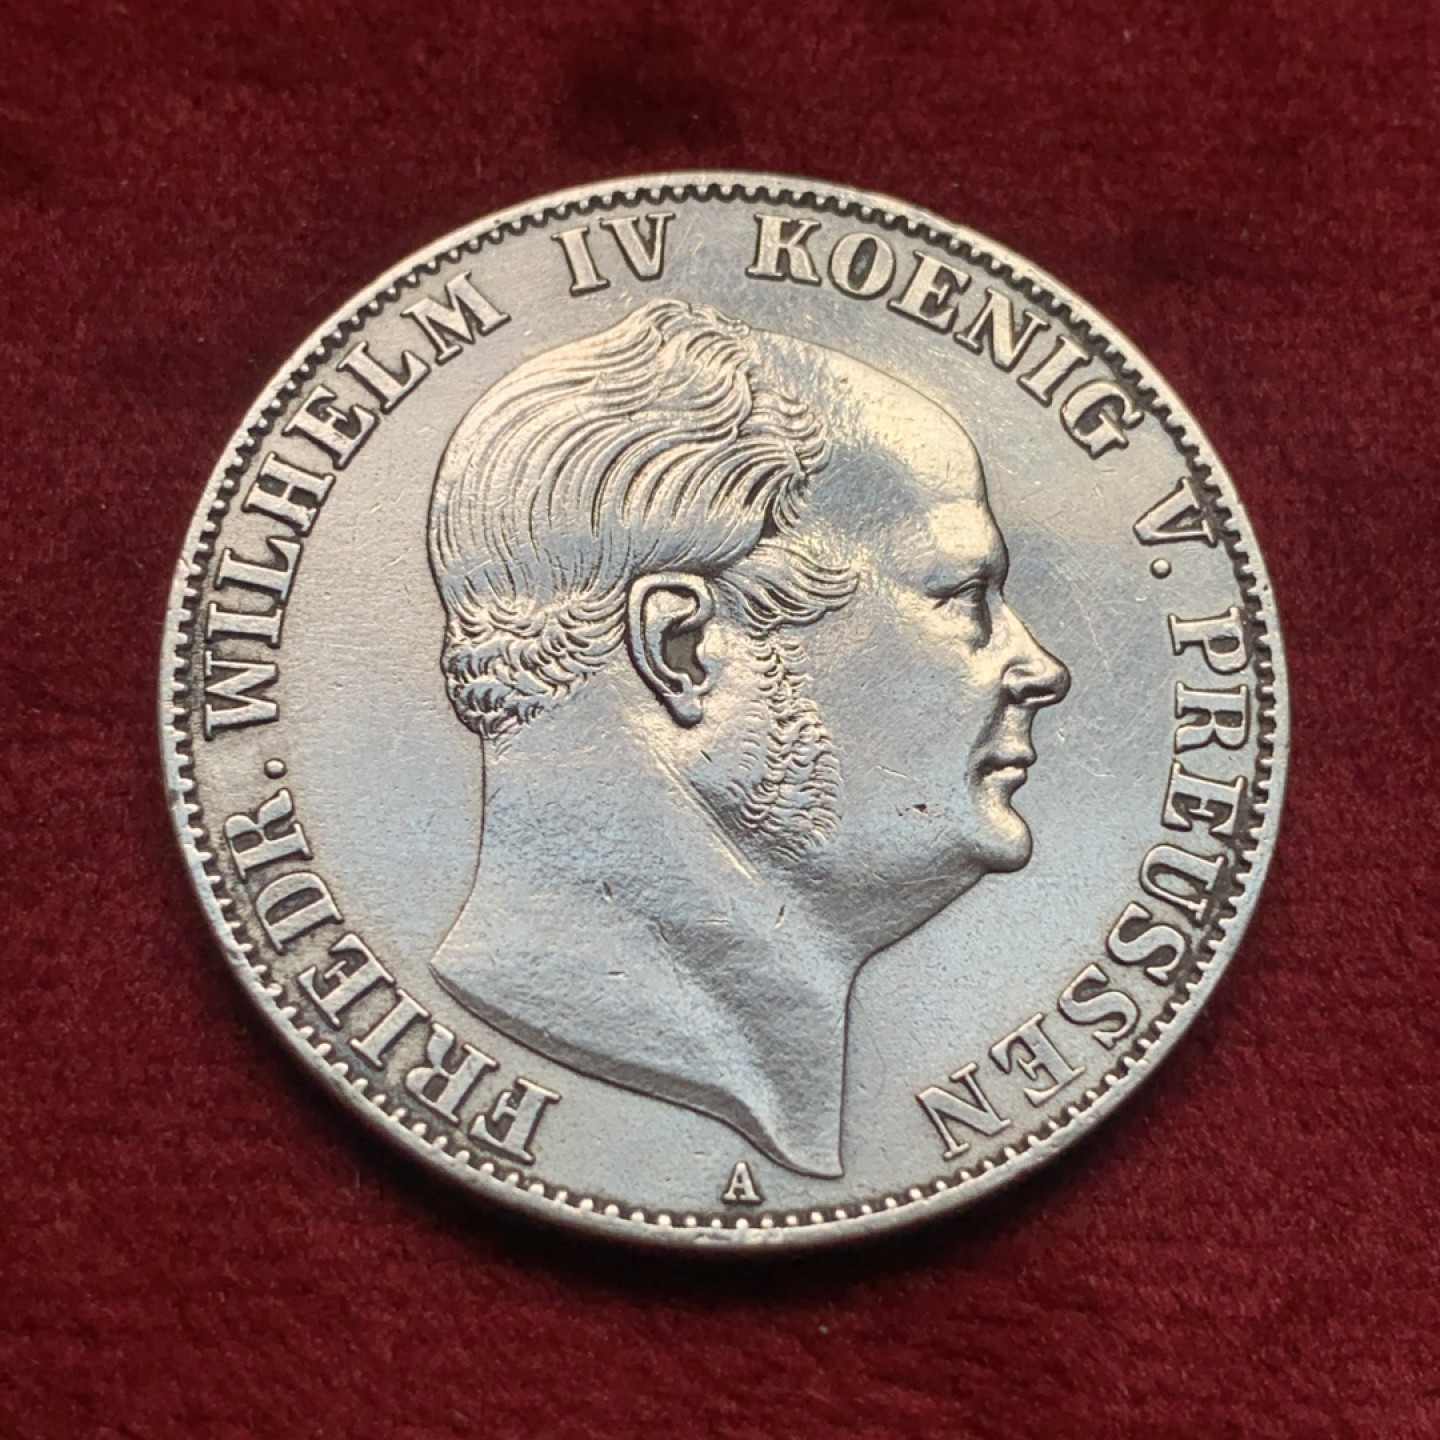 FRIEDR. WILHELM IV KOENIG V. PREUSSEN
A